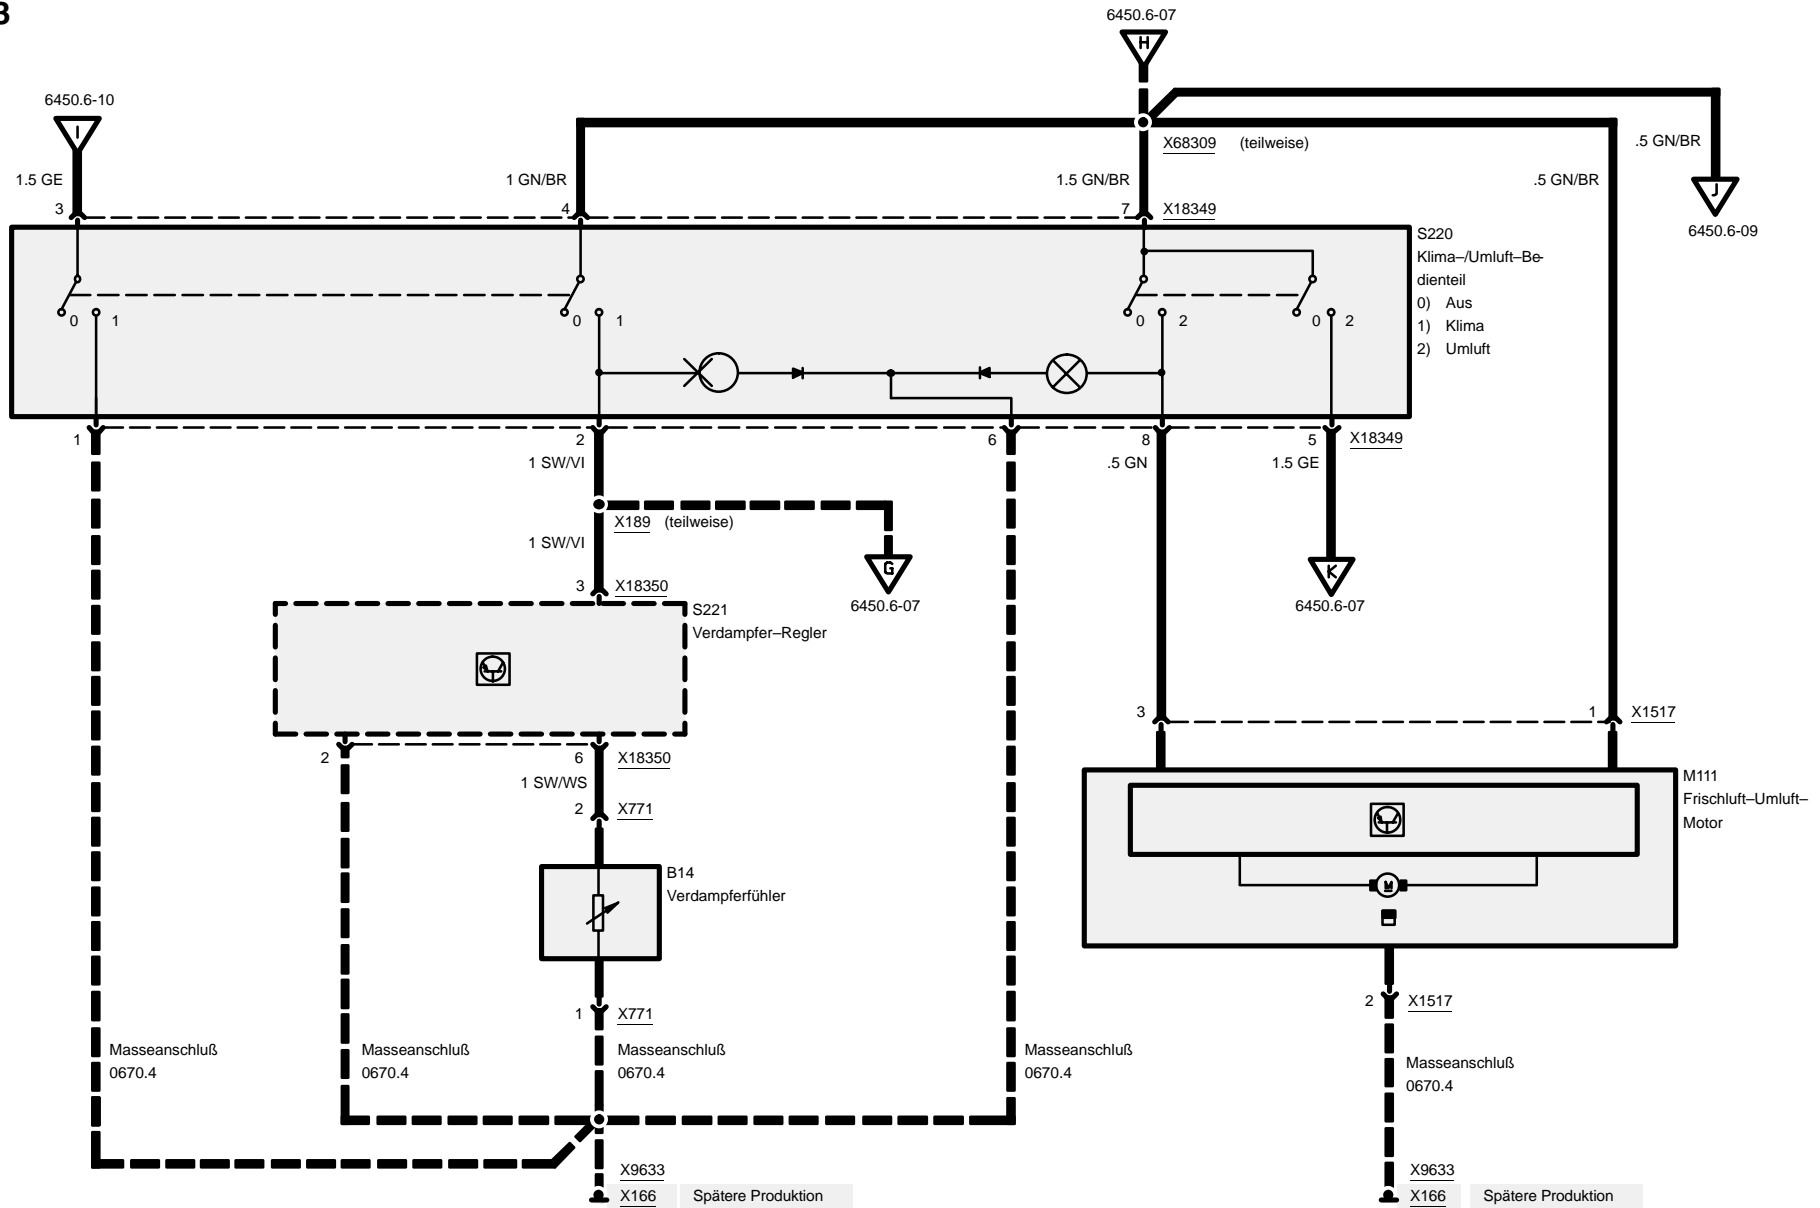 3
6450.6-07
H
6450.6-10
I
X68309 (teilweise)
.5 GN/BR
1.5 GE
1 GN/BR
1.5 GN/BR
.5 GN/BR
J
3
4
7
X18349
6450.6-09
S220
Klima–/Umluft–Be-
dienteil
0) Aus
1) Klima
2) Umluft
0 1
0 1
0 2
0 2
1
2
6
8
5
X18349
1 SW/VI
.5 GN
1.5 GE
X189 (teilweise)
1 SW/VI
G
K
3
X18350
6450.6-07
6450.6-07
S221
Verdampfer–Regler
3
1
X1517
2
6
X18350
1 SW/WS
2
X771
M111
Frischluft–Umluft–
Motor
B14
Verdampferfühler
M
1
X771
2
X1517
Masseanschluß
0670.4
Masseanschluß
0670.4
Masseanschluß
0670.4
Masseanschluß
0670.4
Masseanschluß
0670.4
X9633
X166 Spätere Produktion
X9633
X166 Spätere Produktion